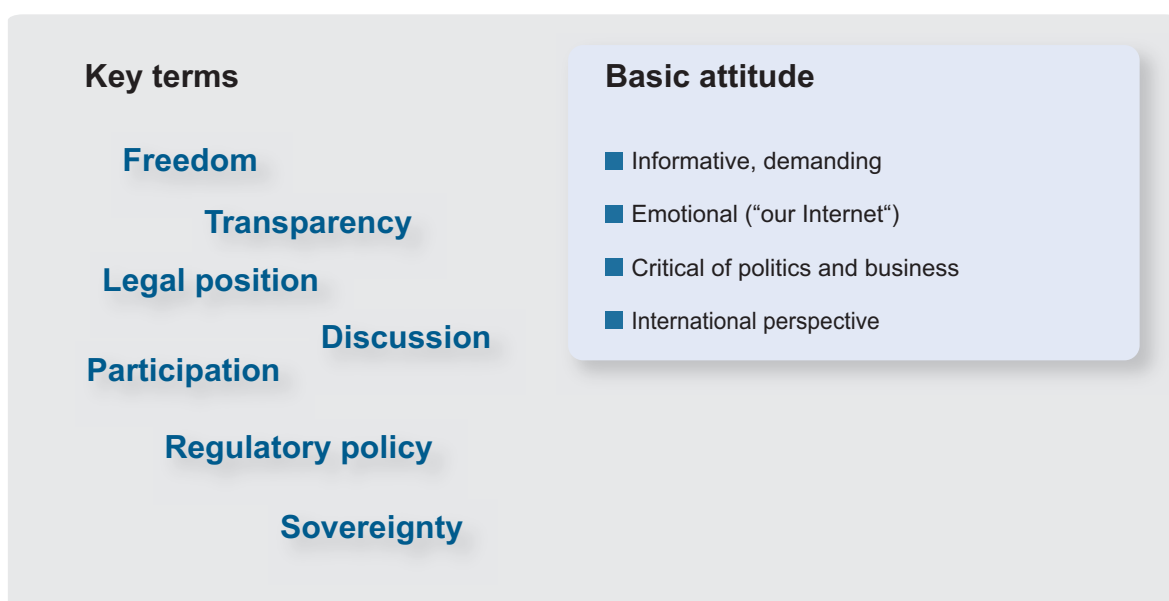 Key terms
Freedom
Transparency
Legal position
Discussion
Participation
Regulatory policy
Sovereignty
Basic attitude
Informative, demanding
Emotional (“our Internet“)
Critical of politics and business
International perspective